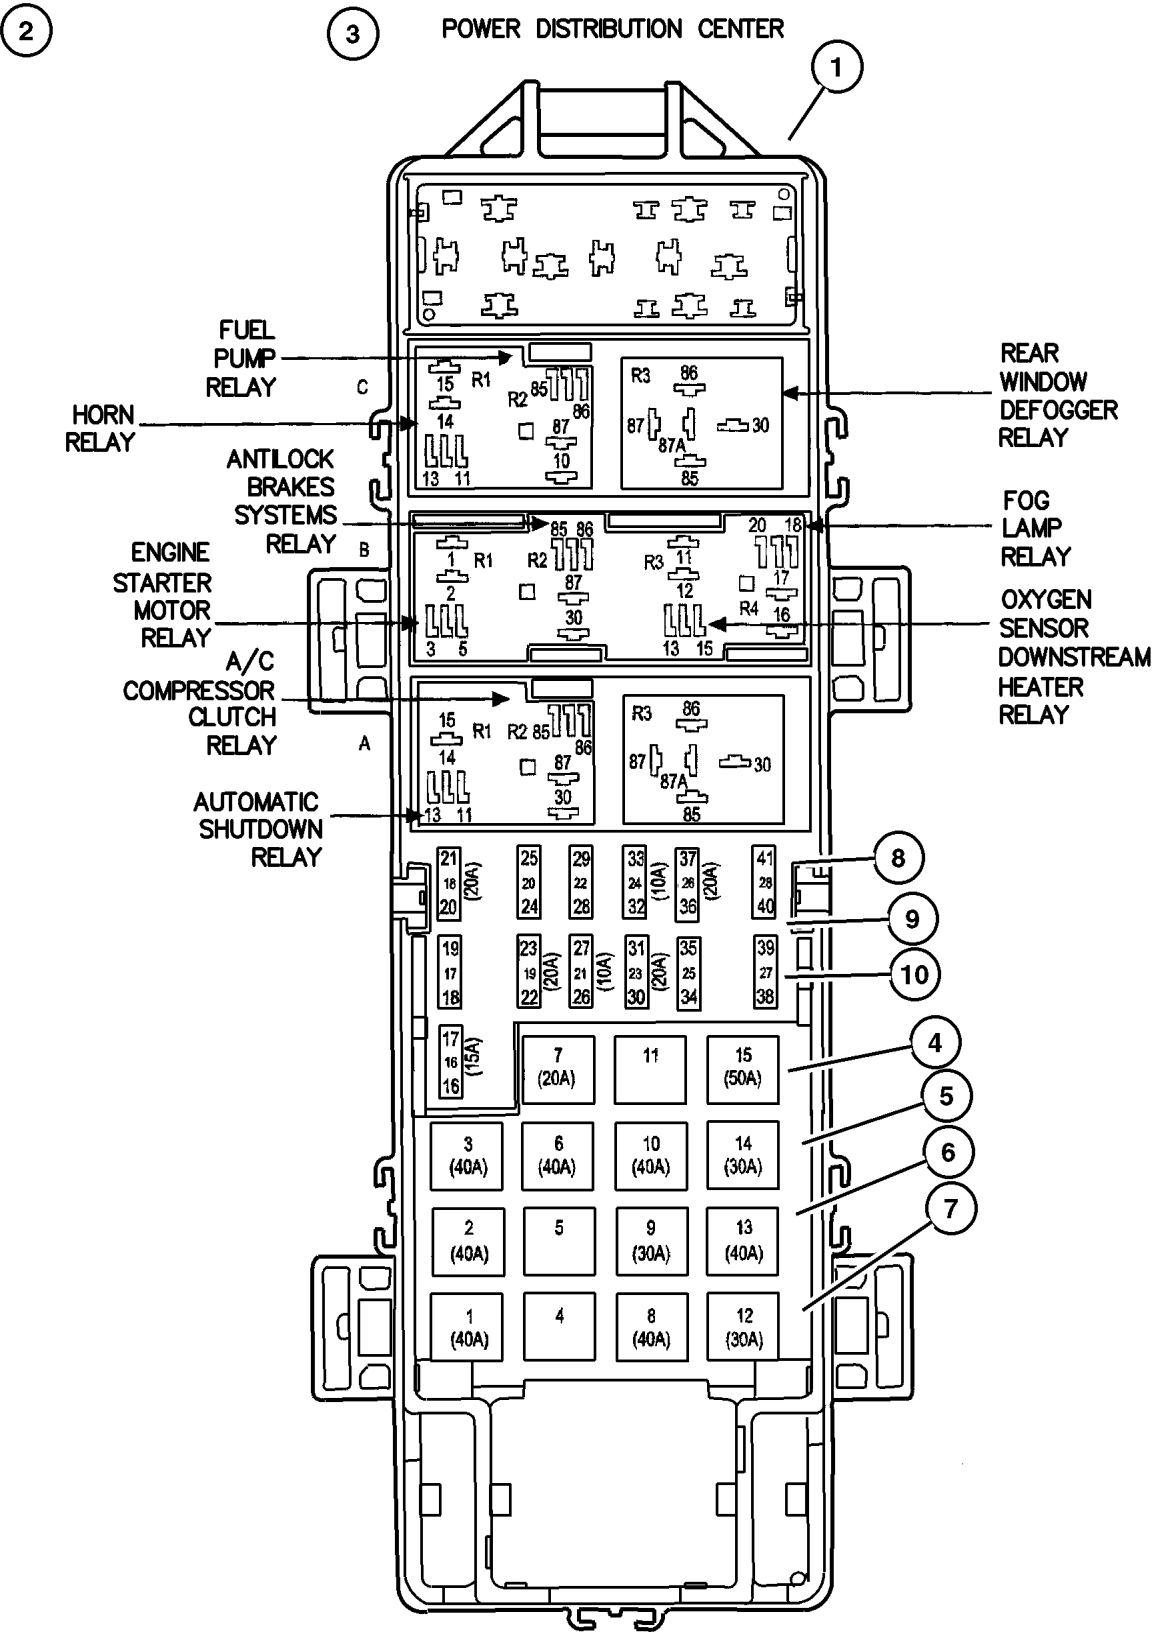 2
3
POWER DISTRIBUTION CENTER
1
FUEL
PUMP
RELAY
C
HORN
RELAY
15
R1
14
13 11
R2
85
86
87
10
R3
86
87
87A
30
85
REAR
WINDOW
DEFOGGER
RELAY
ANTILOCK
BRAKES
SYSTEMS
RELAY
B
ENGINE
STARTER
MOTOR
RELAY
1
R1
2
3 5
85 86
R2
87
30
R3
11
12
13 15
20 18
17
R4
16
FOG
LAMP
RELAY
OXYGEN
SENSOR
DOWNSTREAM
HEATER
RELAY
A/C
COMPRESSOR
CLUTCH
RELAY
A
AUTOMATIC
SHUTDOWN
RELAY
15
R1
14
13 11
R2 85
86
87
30
R3
86
87
87A
30
85
21
18
20
(20A)
25
20
24
29
22
28
33
24
32
(10A)
37
26
36
(20A)
41
28
40
8
9
19
17
18
23
19
22
(20A)
27
21
26
(10A)
31
23
30
(20A)
35
25
34
39
27
38
10
17
16
16
(15A)
7
(20A)
11
15
(50A)
4
3
(40A)
6
(40A)
10
(40A)
14
(30A)
5
2
(40A)
5
9
(30A)
13
(40A)
6
1
(40A)
4
8
(40A)
12
(30A)
7